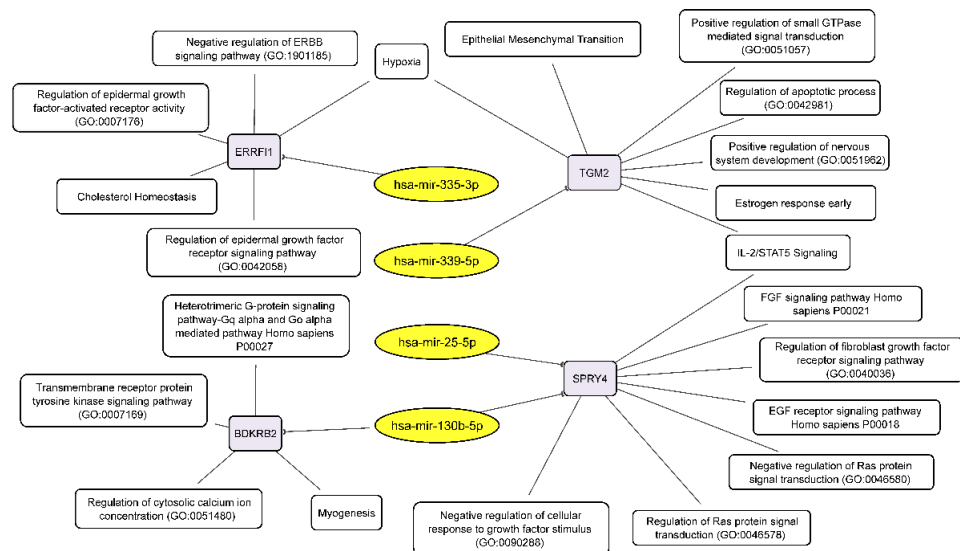 Positive regulation of small GTPase
mediated signal transduction
(GO:0051057)
Negative regulation of ERBB
signaling pathway (GO:1901185)
Epithelial Mesenchymal Transition
Hypoxia
Regulation of epidermal growth
factor-activated receptor activity
(GO:0007176)
Regulation of apoptotic process
(GO:0042981)
ERRFI1
Positive regulation of nervous
system development (GO:0051962)
TGM2
hsa-mir-335-3p
Cholesterol Homeostasis
Estrogen response early
Regulation of epidermal growth factor
receptor signaling pathway
(GO:0042058)
hsa-mir-339-5p
IL-2/STAT5 Signaling
Heterotrimeric G-protein signaling
pathway-Gq alpha and Go alpha
mediated pathway Homo sapiens
P00027
FGF signaling pathway Homo
sapiens P00021
hsa-mir-25-5p
Regulation of fibroblast growth factor
receptor signaling pathway
(GO:0040036)
SPRY4
Transmembrane receptor protein
tyrosine kinase signaling pathway
(GO:0007169)
EGF receptor signaling pathway
Homo sapiens P00018
hsa-mir-130b-5p
BDKRB2
Negative regulation of Ras protein
signal transduction (GO:0046580)
Regulation of cytosolic calcium ion
concentration (GO:0051480)
Myogenesis
Negative regulation of cellular
response to growth factor stimulus
(GO:0090288)
Regulation of Ras protein signal
transduction (GO:0046578)